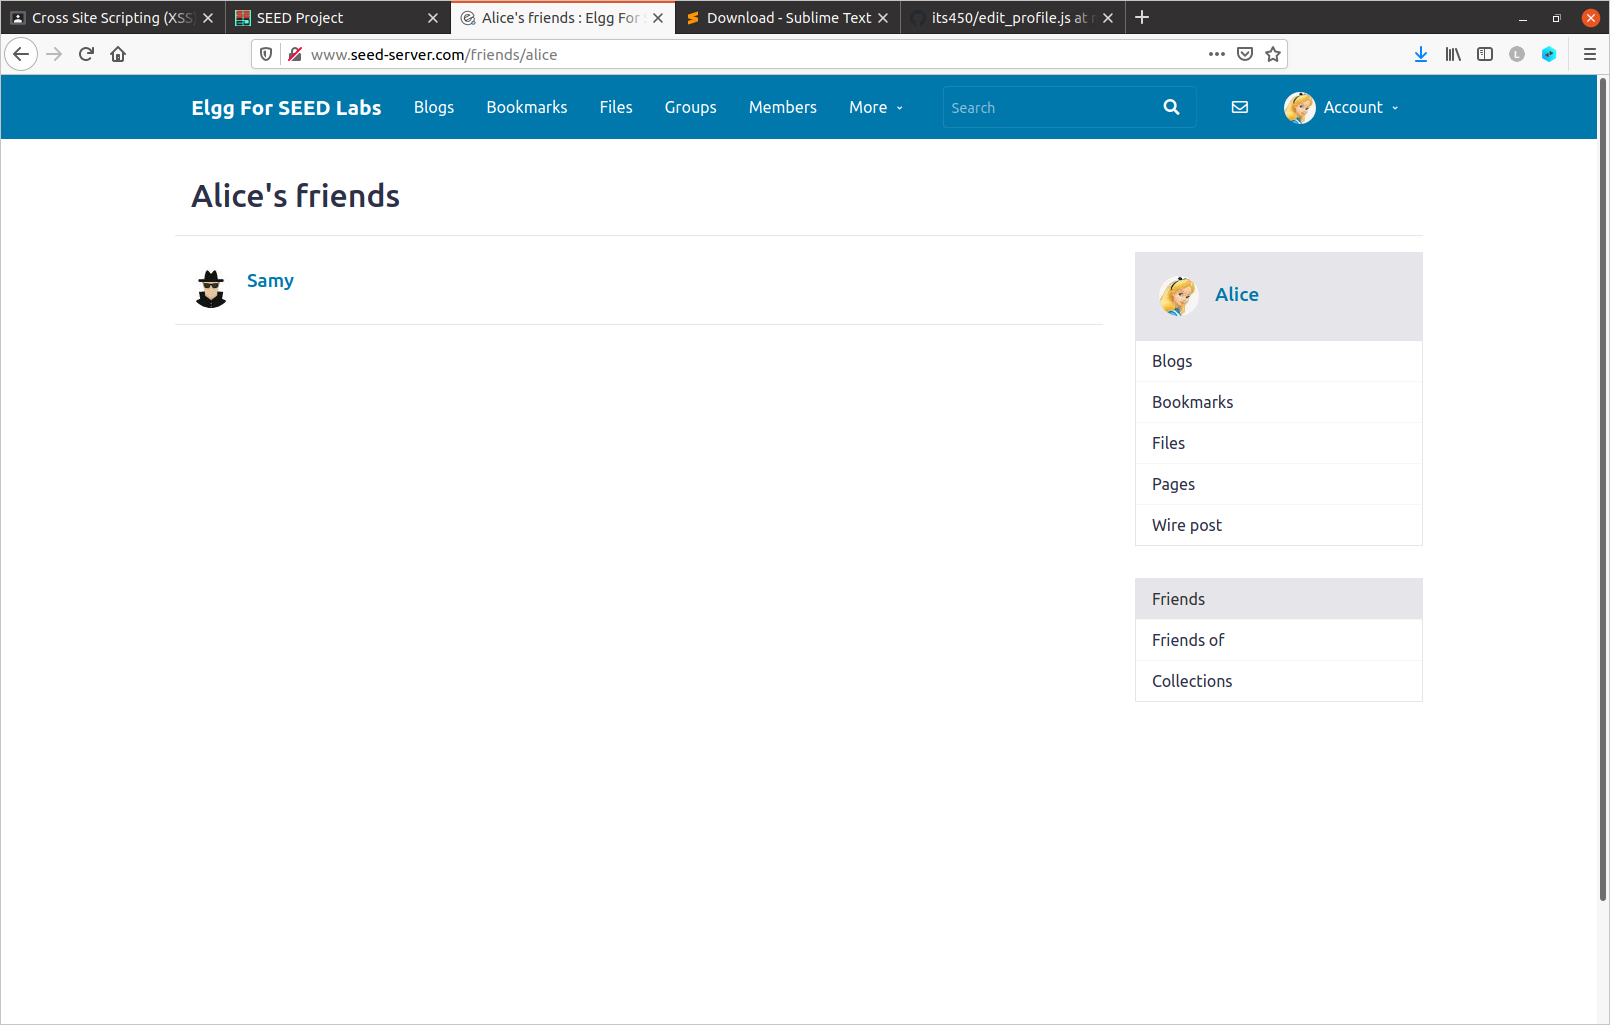 Cross Site Scripting (XSS)
SEED Project
Alice's friends : Elgg For S
Download - Sublime Text
its450/edit_profile.js at
www.seed-server.com/friends/alice
L
Elgg For SEED Labs
Blogs
Bookmarks
Files
Groups
Members
More
Search
Account
Alice's friends
Samy
Alice
Blogs
Bookmarks
Files
Pages
Wire post
Friends
Friends of
Collections